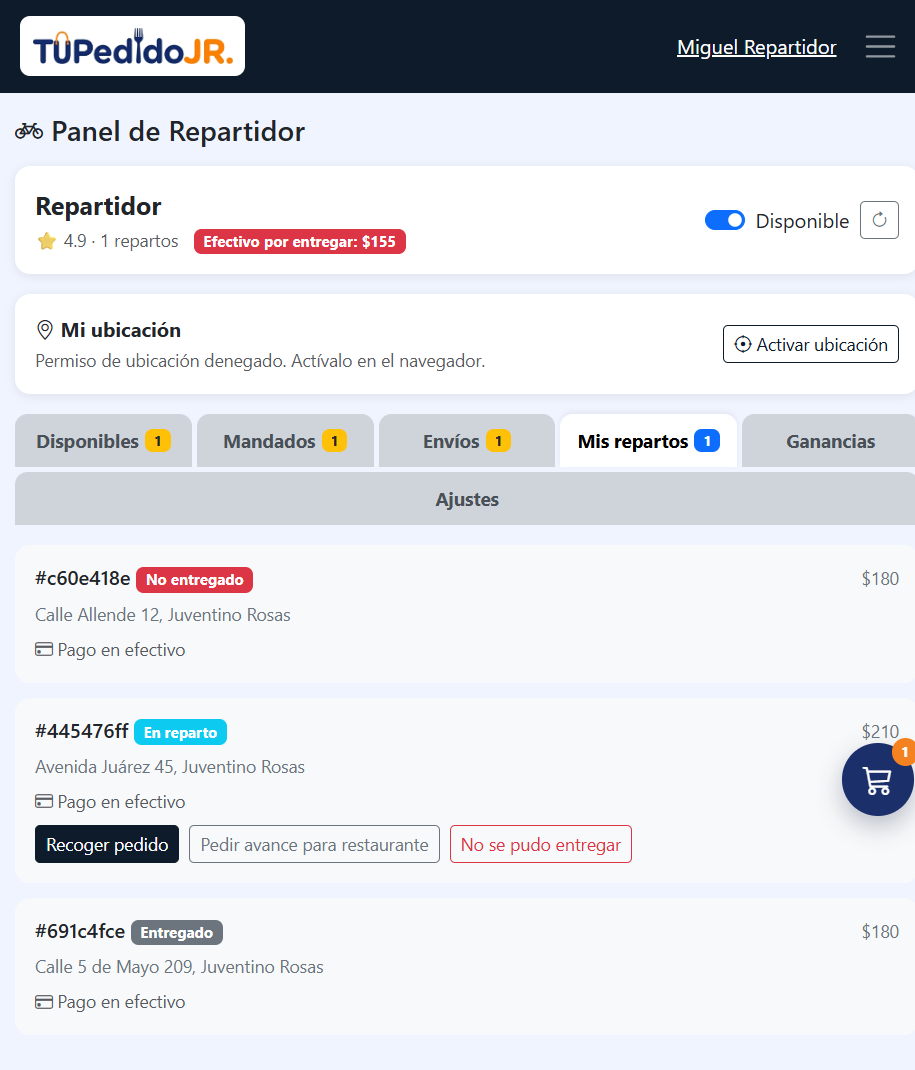 TUPedidoJR.
Miguel Repartidor
Panel de Repartidor
Repartidor
4.9 · 1 repartos Efectivo por entregar: $155
Disponible
Mi ubicación
Permiso de ubicación denegado. Actívalo en el navegador.
Activar ubicación
Disponibles 1 Mandados 1 Envíos 1 Mis repartos 1 Ganancias
Ajustes
#c60e418e No entregado $180
Calle Allende 12, Juventino Rosas
Pago en efectivo
#445476ff En reparto $210
1
Avenida Juárez 45, Juventino Rosas
Pago en efectivo
Recoger pedido Pedir avance para restaurante No se pudo entregar
#691c4fce Entregado $180
Calle 5 de Mayo 209, Juventino Rosas
Pago en efectivo